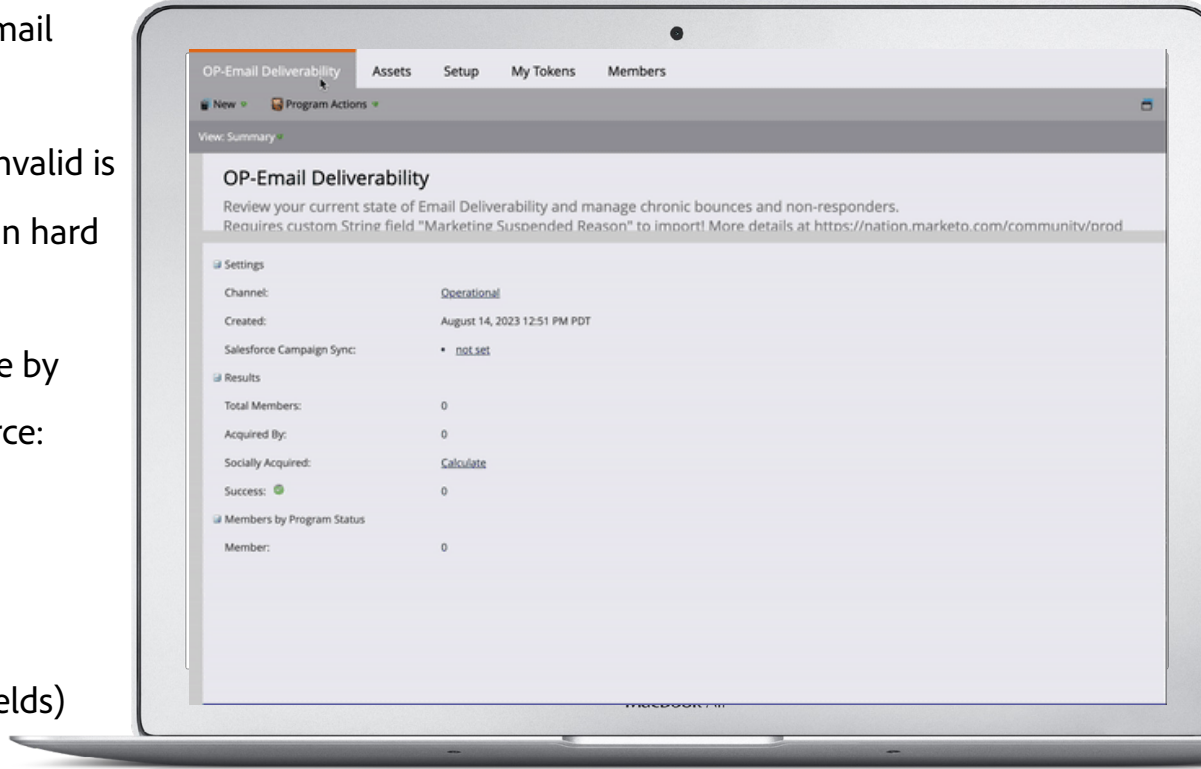 mail
nvalid is
n hard
e by
rce:
elds)
OP-Email Deliverability Assets Setup My Tokens Members
New Program Actions
View: Summary
OP-Email Deliverability
Review your current state of Email Deliverability and manage chronic bounces and non-responders.
Requires custom String field "Marketing Suspended Reason" to import! More details at https://nation.marketo.com/community/prod
Settings
Channel: Operational
Created: August 14, 2023 12:51 PM PDT
Salesforce Campaign Sync: • not set
Results
Total Members: 0
Acquired By: 0
Socially Acquired: Calculate
Success: 0
Members by Program Status
Member: 0